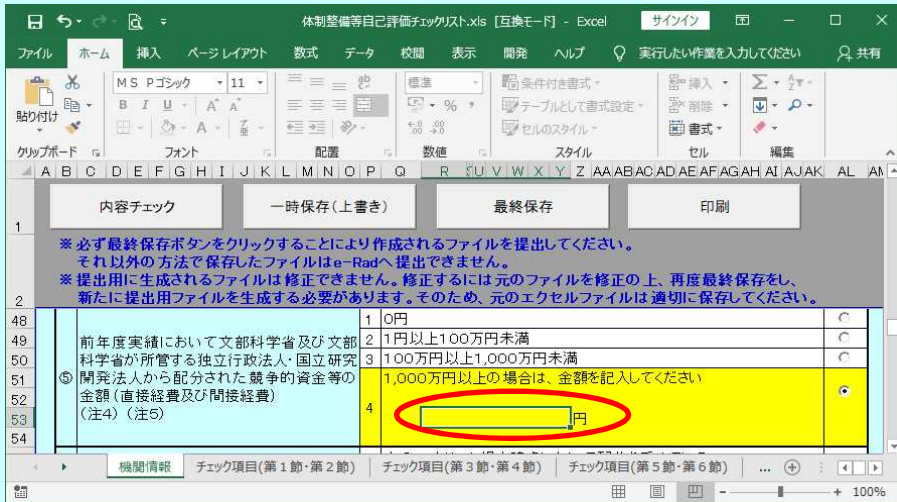 体制整備等自己評価チェックリスト.xls [互換モード] - Excel サインイン
ファイル ホーム 挿入 ページ レイアウト 数式 データ 校閲 表示 開発 ヘルプ 実行したい作業を入力してください 共有
貼り付け
MS Pゴシック 11
B I U A A
標準
% ,
条件付き書式
テーブルとして書式設定
セルのスタイル
挿入
削除
書式
クリップボード フォント 配置 数値 スタイル セル 編集
A B C D E F G H I J K L M N O P Q R SU V W X Y Z AA AB AC AD AE AF AG AH AI AJ AK AL AN
1 内容チェック 一時保存(上書き) 最終保存 印刷
※必ず最終保存ボタンをクリックすることにより作成されるファイルを提出してください。
それ以外の方法で保存したファイルはe-Radへ提出できません。
※提出用に生成されるファイルは修正できません。修正するには元のファイルを修正の上、再度最終保存をし、
2 新たに提出用ファイルを生成する必要があります。そのため、元のエクセルファイルは適切に保存してください。
48 1 0円
49 前年度実績において文部科学省及び文部 2 1円以上100万円未満
50 科学省が所管する独立行政法人・国立研究 3 100万円以上1,000万円未満
51 ⑤ 開発法人から配分された競争的資金等の 1,000万円以上の場合は、金額を記入してください
52 金額(直接経費及び間接経費) 4
53 (注4)(注5) 円
54
機関情報 チェック項目(第1節・第2節) チェック項目(第3節・第4節) チェック項目(第5節・第6節) ...
100%